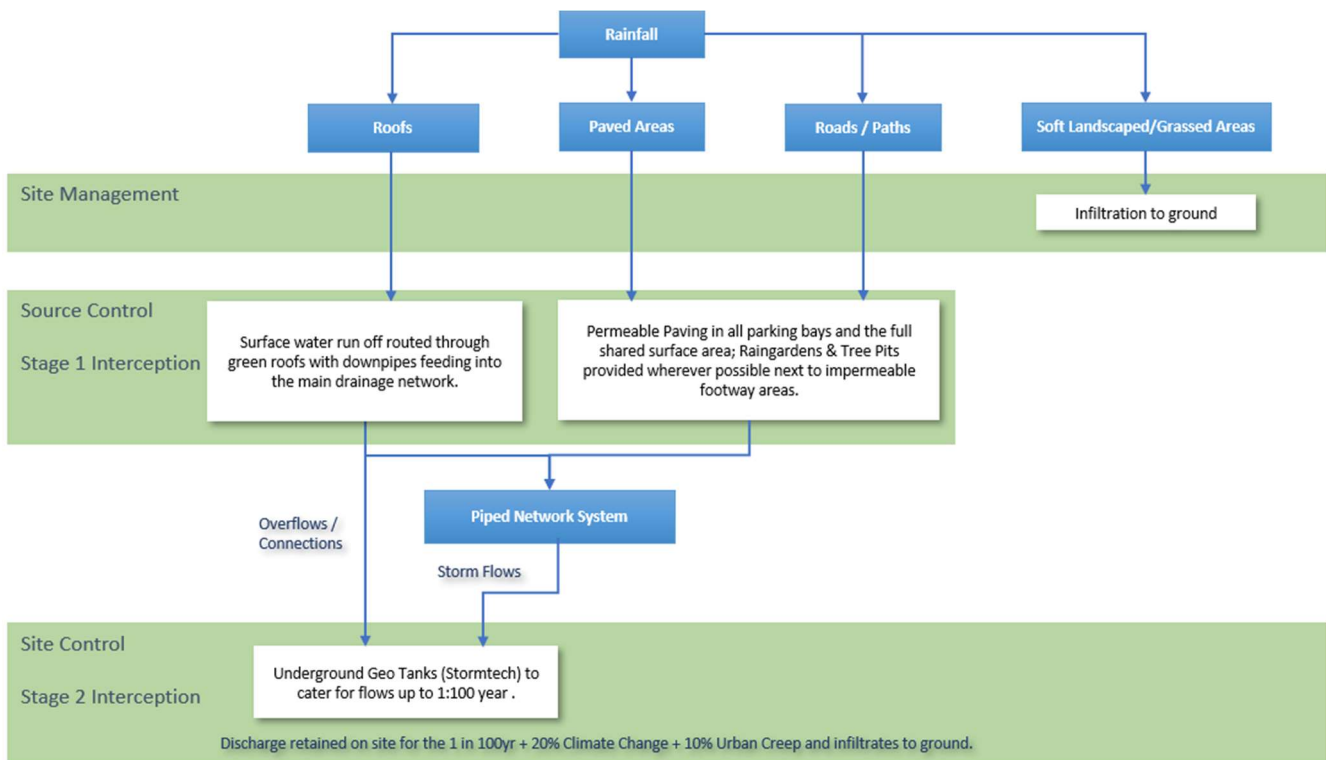 Rainfall
Roofs
Paved Areas
Roads / Paths
Soft Landscaped/Grassed Areas
Site Management
Infiltration to ground
Source Control
Stage 1 Interception
Surface water run off routed through
green roofs with downpipes feeding into
the main drainage network.
Permeable Paving in all parking bays and the full
shared surface area; Raingardens & Tree Pits
provided wherever possible next to impermeable
footway areas.
Overflows /
Connections
Piped Network System
Storm Flows
Site Control
Stage 2 Interception
Underground Geo Tanks (Stormtech) to
cater for flows up to 1:100 year .
Discharge retained on site for the 1 in 100yr + 20% Climate Change + 10% Urban Creep and infiltrates to ground.